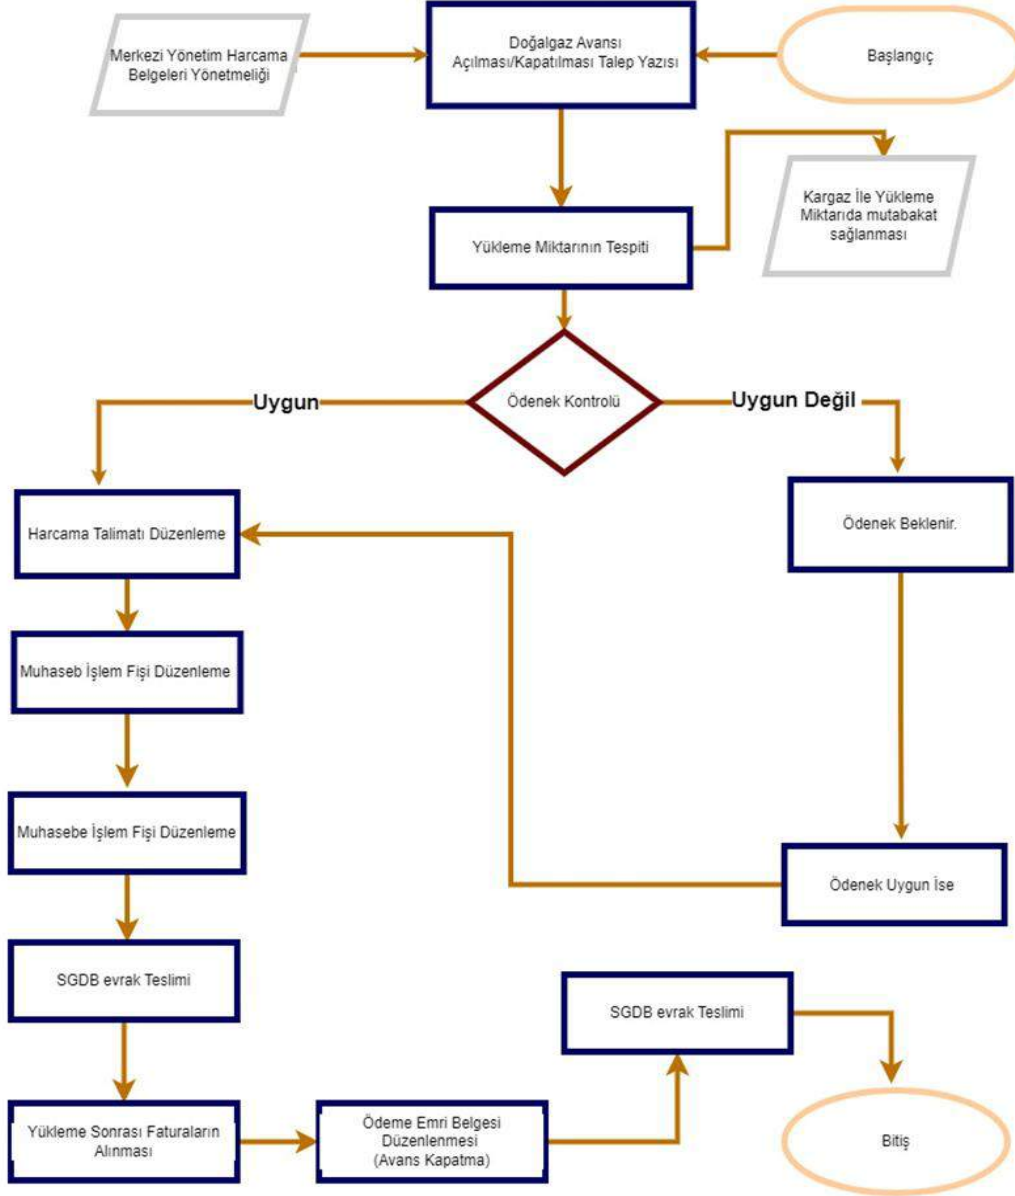 Merkezi Yönetim Harcama
Belgeleri Yönetmeliği
Doğalgaz Avansı
Açılması/Kapatılması Talep Yazısı
Başlangıç
Yükleme Miktarının Tespiti
Kargaz İle Yükleme
Miktarıda mutabakat
sağlanması
Ödenek Kontrolü
Uygun
Uygun Değil
Harcama Talimatı Düzenleme
Ödenek Beklenir.
Muhaseb İşlem Fişi Düzenleme
Muhasebe İşlem Fişi Düzenleme
Ödenek Uygun İse
SGDB evrak Teslimi
SGDB evrak Teslimi
Yükleme Sonrası Faturaların
Alınması
Ödeme Emri Belgesi
Düzenlenmesi
(Avans Kapatma)
Bitiş